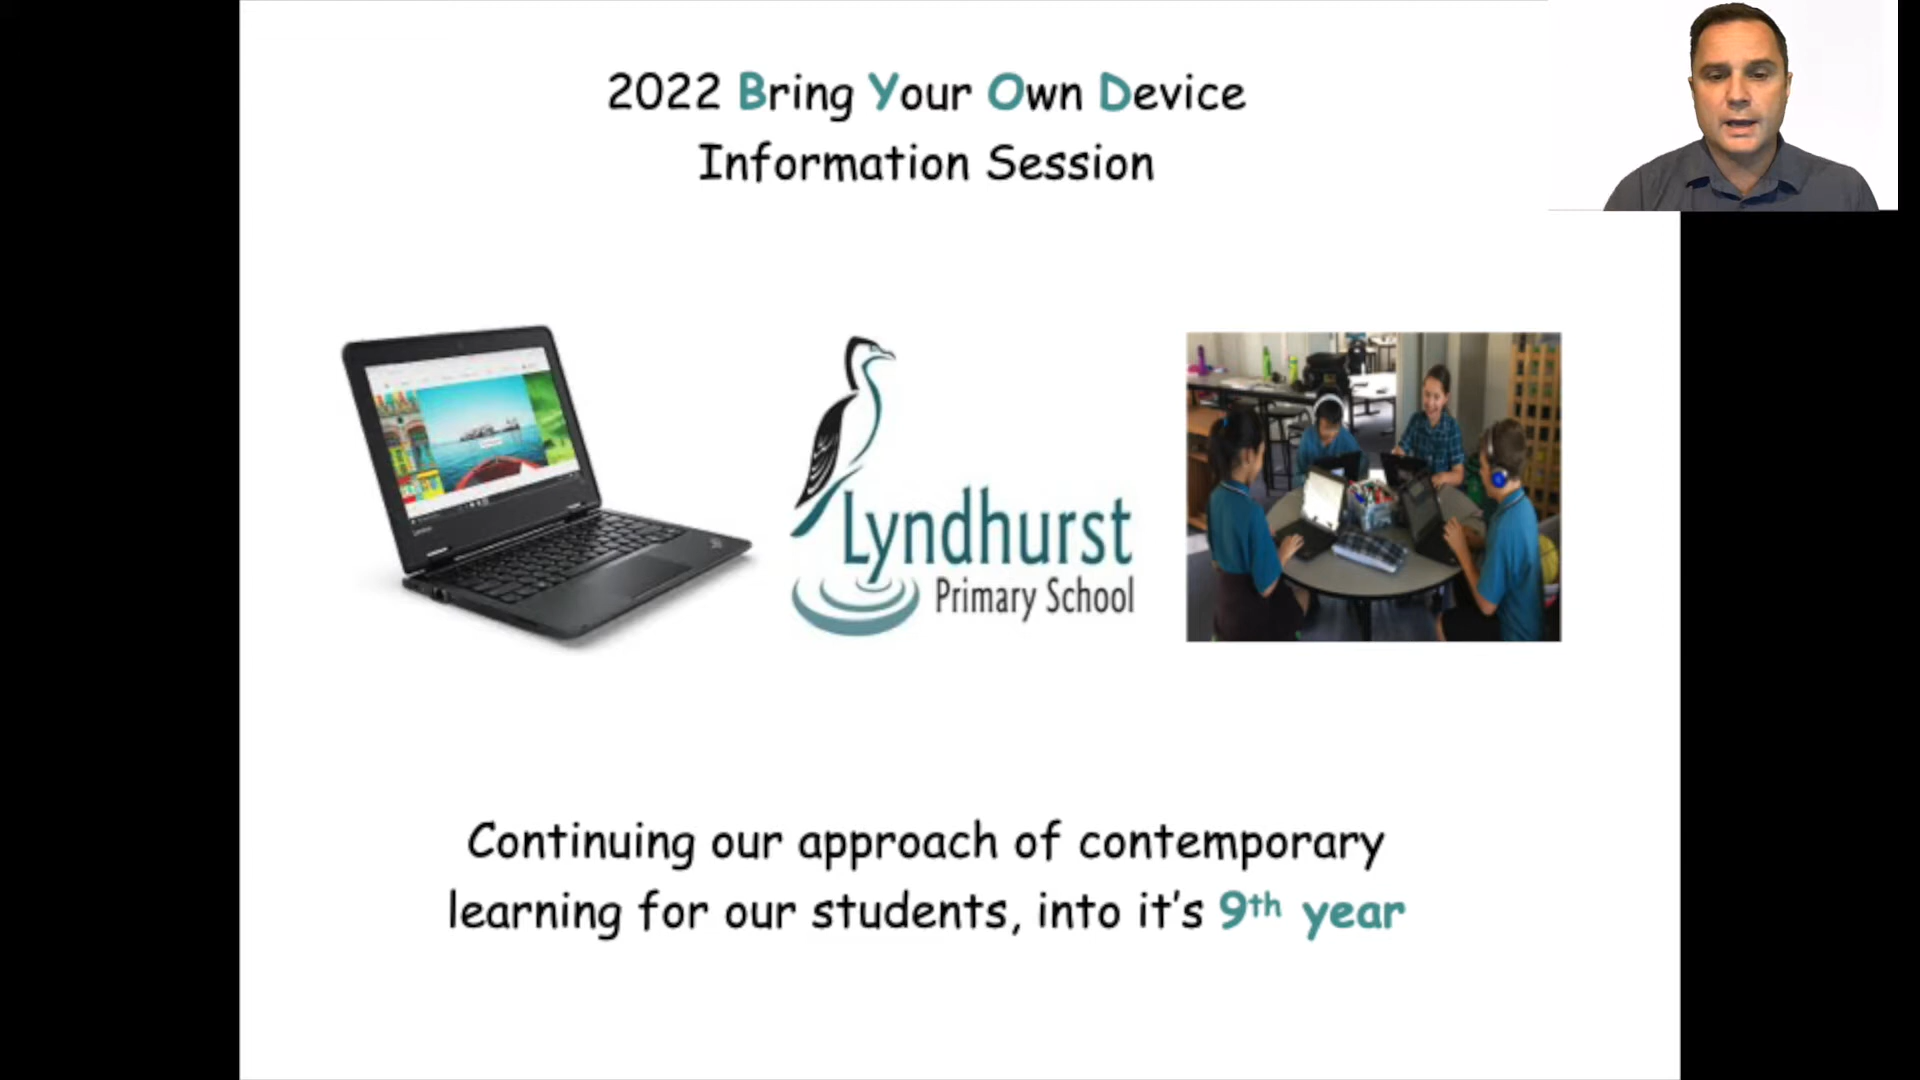 2022 Bring Your Own Device
Information Session
Lyndhurst
Primary School
Continuing our approach of contemporary
learning for our students, into it's 9th year